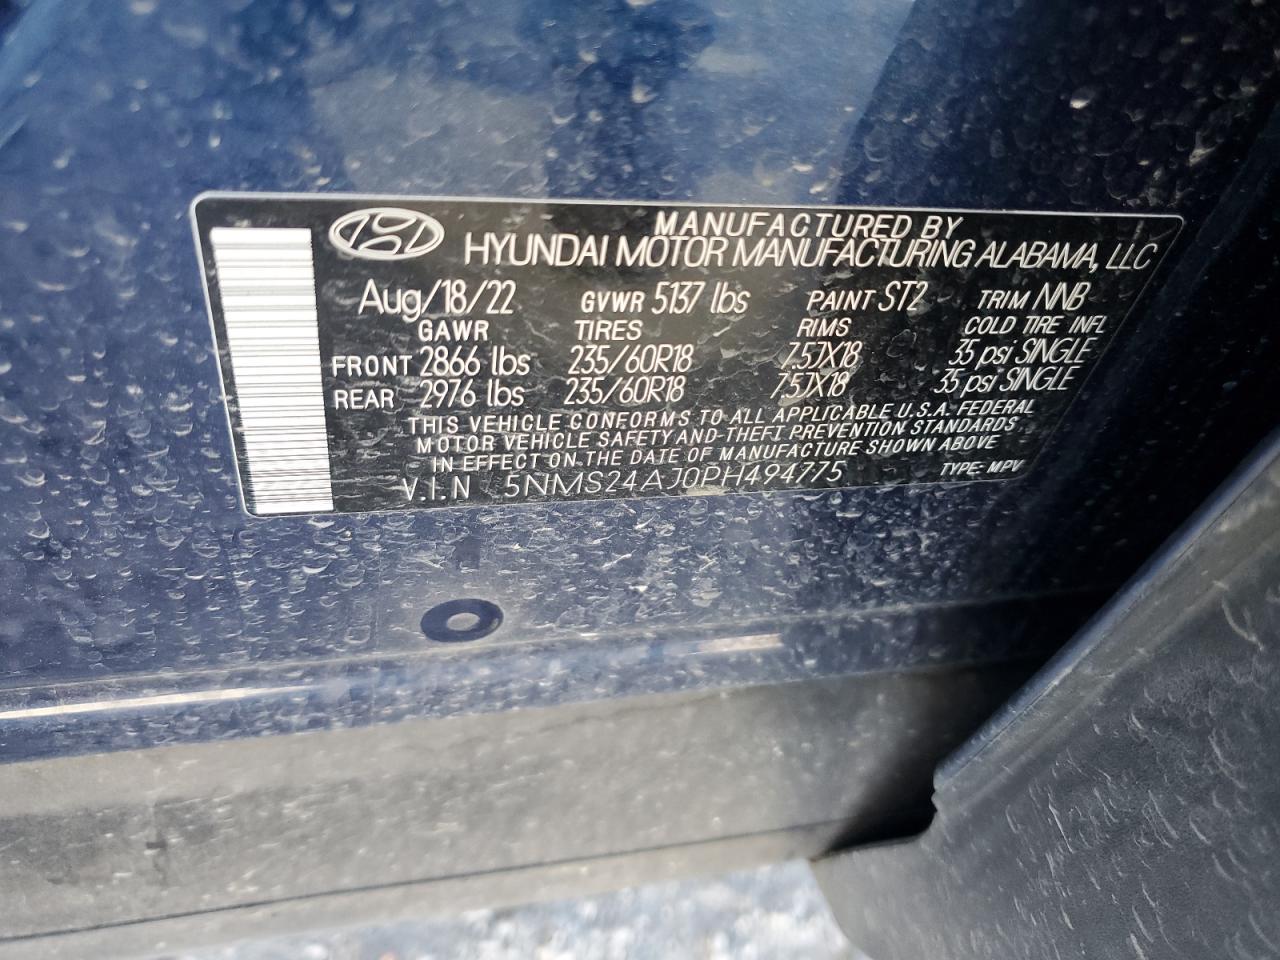 MANUFACTURED BY
HYUNDAI MOTOR MANUFACTURING ALABAMA, LLC
Aug/18/22 GVWR 5137 lbs PAINT ST2 TRIM NNB
GAWR TIRES RIMS COLD TIRE INFL
FRONT 2866 lbs 235/60R18 7.5JX18 35 psi SINGLE
REAR 2976 lbs 235/60R18 7.5JX18 35 psi SINGLE
THIS VEHICLE CONFORMS TO ALL APPLICABLE U.S.A. FEDERAL
MOTOR VEHICLE SAFETY AND THEFT PREVENTION STANDARDS
IN EFFECT ON THE DATE OF MANUFACTURE SHOWN ABOVE
V.I.N 5NMS24AJ0PH494775 TYPE: MPV